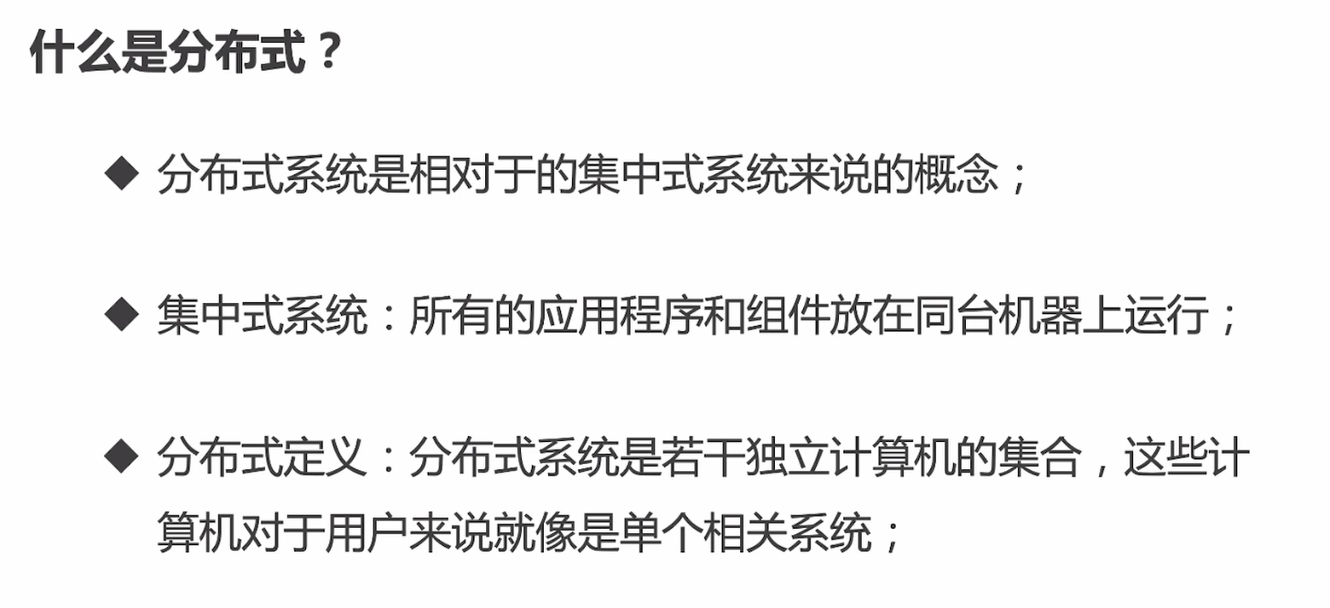 什么是分布式？
◆ 分布式系统是相对于的集中式系统来说的概念；
◆ 集中式系统：所有的应用程序和组件放在同台机器上运行；
◆ 分布式定义：分布式系统是若干独立计算机的集合，这些计
算机对于用户来说就像是单个相关系统；